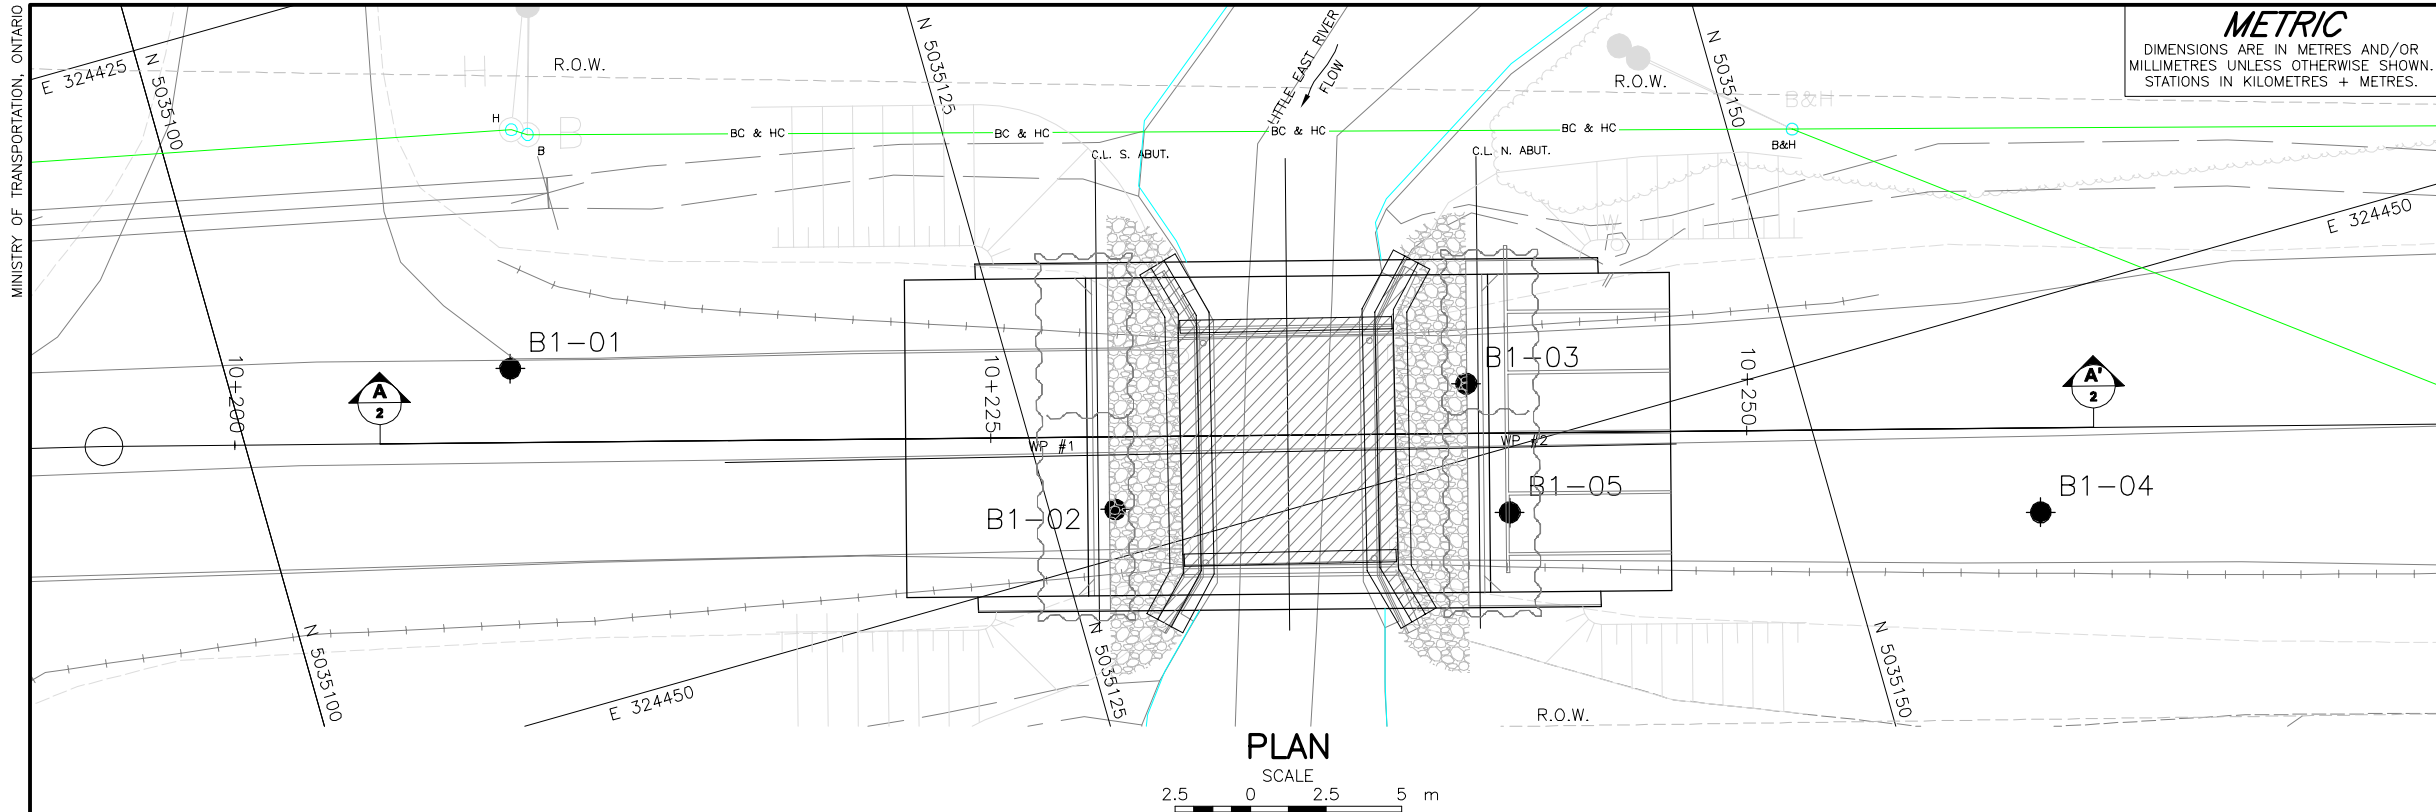 MINISTRY OF TRANSPORTATION, ONTARIO
METRIC
DIMENSIONS ARE IN METRES AND/OR
MILLIMETRES UNLESS OTHERWISE SHOWN.
STATIONS IN KILOMETRES + METRES.
E 324425
N 5035100
H
R.O.W.
H
B
B
BC & HC
N 5035125
BC & HC
C.L. S. ABUT.
LITTLE EAST RIVER
FLOW
BC & HC
C.L. N. ABUT.
BC & HC
R.O.W.
N 5035150
B&H
B&H
W
E 324450
B1-01
B1-03
10+200
A
2
10+225
10+250
A'
2
WP #1
WP #2
B1-02
B1-05
B1-04
N 5035100
E 324450
N 5035125
N 5035150
R.O.W.
PLAN
SCALE
2.5 0 2.5 5 m